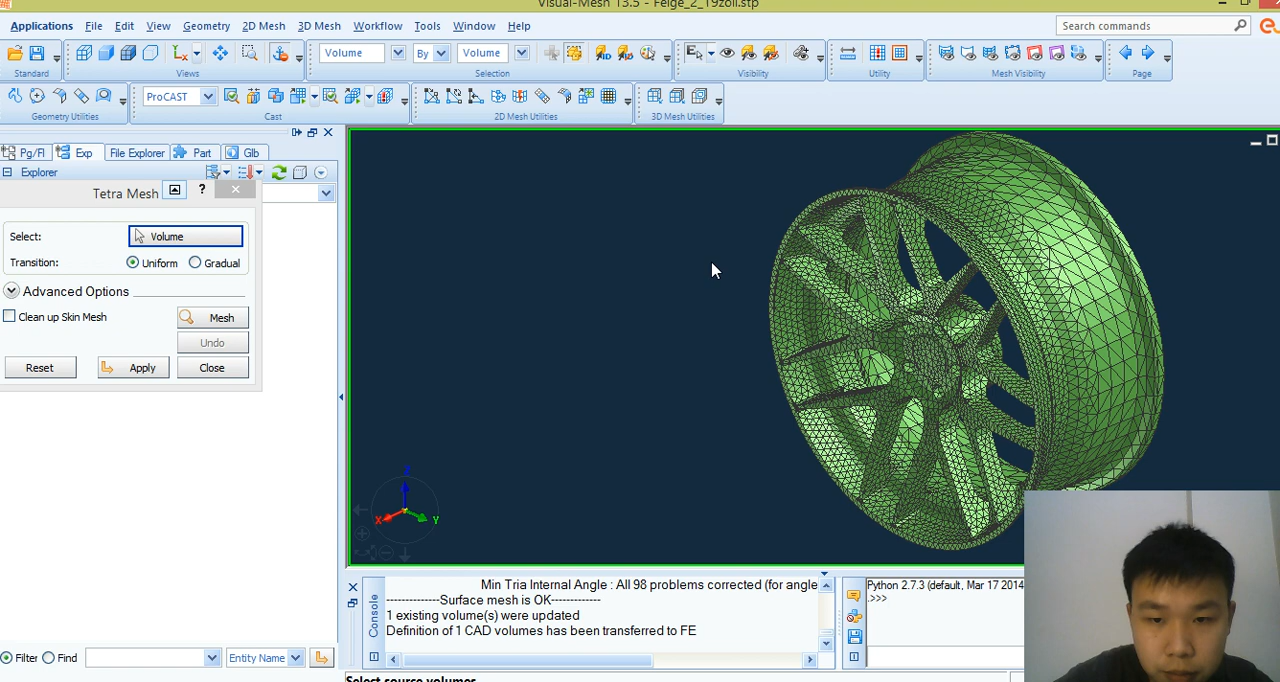 Visual-Mesh 13.5 - Felge_2_19zoll.stp
Applications File Edit View Geometry 2D Mesh 3D Mesh Workflow Tools Window Help
Search commands
Volume By Volume
Standard Views Selection Visibility Utility Mesh Visibility Page
ProCAST
Geometry Utilities Cast 2D Mesh Utilities 3D Mesh Utilities
Pg/Fl Exp File Explorer Part Glb
Explorer
Tetra Mesh ?
Select: Volume
Transition: Uniform Gradual
Advanced Options
Clean up Skin Mesh Mesh
Undo
Reset Apply Close
Z
X
Y
Console
Min Tria Internal Angle : All 98 problems corrected (for angle
--------------Surface mesh is OK------------
1 existing volume(s) were updated
Definition of 1 CAD volumes has been transferred to FE
Python 2.7.3 (default, Mar 17 2014
.>>>
Filter Find Entity Name
Select source volumes